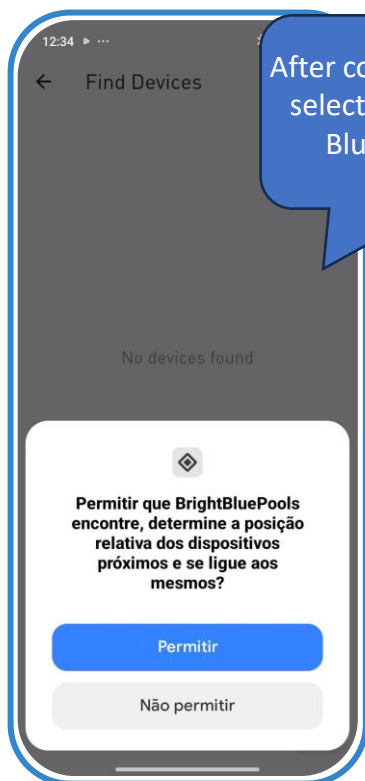 12:34
After co
Find Devices
select
Blu
No devices found
Permitir que BrightBluePools
encontre, determine a posição
relativa dos dispositivos
próximos e se ligue aos
mesmos?
Permitir
Não permitir